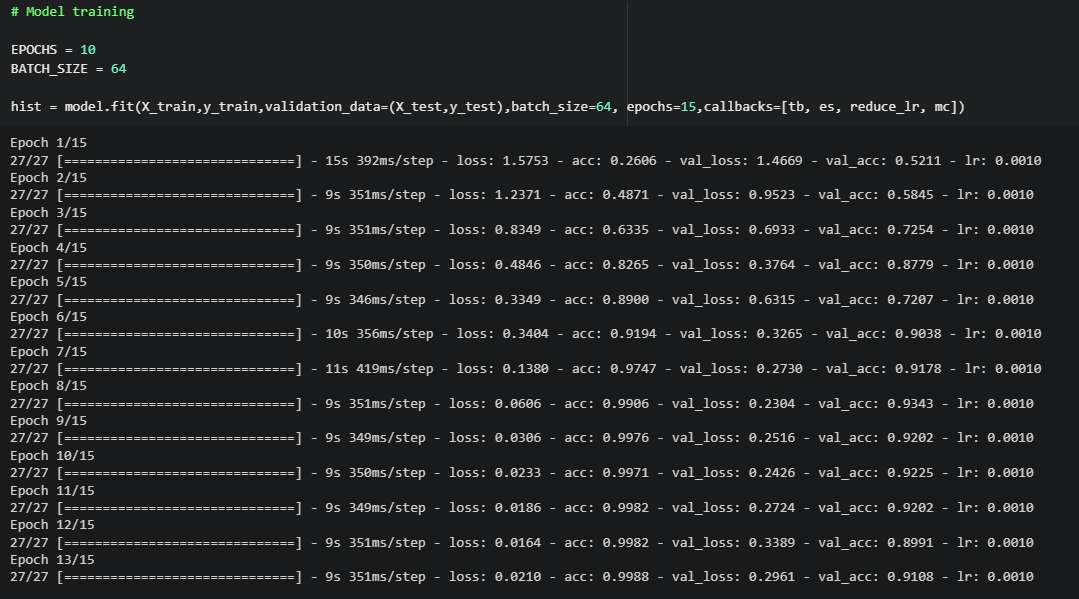 # Model training
EPOCHS = 10
BATCH_SIZE = 64
hist = model.fit(X_train,y_train,validation_data=(X_test,y_test),batch_size=64, epochs=15,callbacks=[tb, es, reduce_lr, mc])
Epoch 1/15
27/27 [==============================] - 15s 392ms/step - loss: 1.5753 - acc: 0.2606 - val_loss: 1.4669 - val_acc: 0.5211 - lr: 0.0010
Epoch 2/15
27/27 [==============================] - 9s 351ms/step - loss: 1.2371 - acc: 0.4871 - val_loss: 0.9523 - val_acc: 0.5845 - lr: 0.0010
Epoch 3/15
27/27 [==============================] - 9s 351ms/step - loss: 0.8349 - acc: 0.6335 - val_loss: 0.6933 - val_acc: 0.7254 - lr: 0.0010
Epoch 4/15
27/27 [==============================] - 9s 350ms/step - loss: 0.4846 - acc: 0.8265 - val_loss: 0.3764 - val_acc: 0.8779 - lr: 0.0010
Epoch 5/15
27/27 [==============================] - 9s 346ms/step - loss: 0.3349 - acc: 0.8900 - val_loss: 0.6315 - val_acc: 0.7207 - lr: 0.0010
Epoch 6/15
27/27 [==============================] - 10s 356ms/step - loss: 0.3404 - acc: 0.9194 - val_loss: 0.3265 - val_acc: 0.9038 - lr: 0.0010
Epoch 7/15
27/27 [==============================] - 11s 419ms/step - loss: 0.1380 - acc: 0.9747 - val_loss: 0.2730 - val_acc: 0.9178 - lr: 0.0010
Epoch 8/15
27/27 [==============================] - 9s 351ms/step - loss: 0.0606 - acc: 0.9906 - val_loss: 0.2304 - val_acc: 0.9343 - lr: 0.0010
Epoch 9/15
27/27 [==============================] - 9s 349ms/step - loss: 0.0306 - acc: 0.9976 - val_loss: 0.2516 - val_acc: 0.9202 - lr: 0.0010
Epoch 10/15
27/27 [==============================] - 9s 350ms/step - loss: 0.0233 - acc: 0.9971 - val_loss: 0.2426 - val_acc: 0.9225 - lr: 0.0010
Epoch 11/15
27/27 [==============================] - 9s 349ms/step - loss: 0.0186 - acc: 0.9982 - val_loss: 0.2724 - val_acc: 0.9202 - lr: 0.0010
Epoch 12/15
27/27 [==============================] - 9s 351ms/step - loss: 0.0164 - acc: 0.9982 - val_loss: 0.3389 - val_acc: 0.8991 - lr: 0.0010
Epoch 13/15
27/27 [==============================] - 9s 351ms/step - loss: 0.0210 - acc: 0.9988 - val_loss: 0.2961 - val_acc: 0.9108 - lr: 0.0010